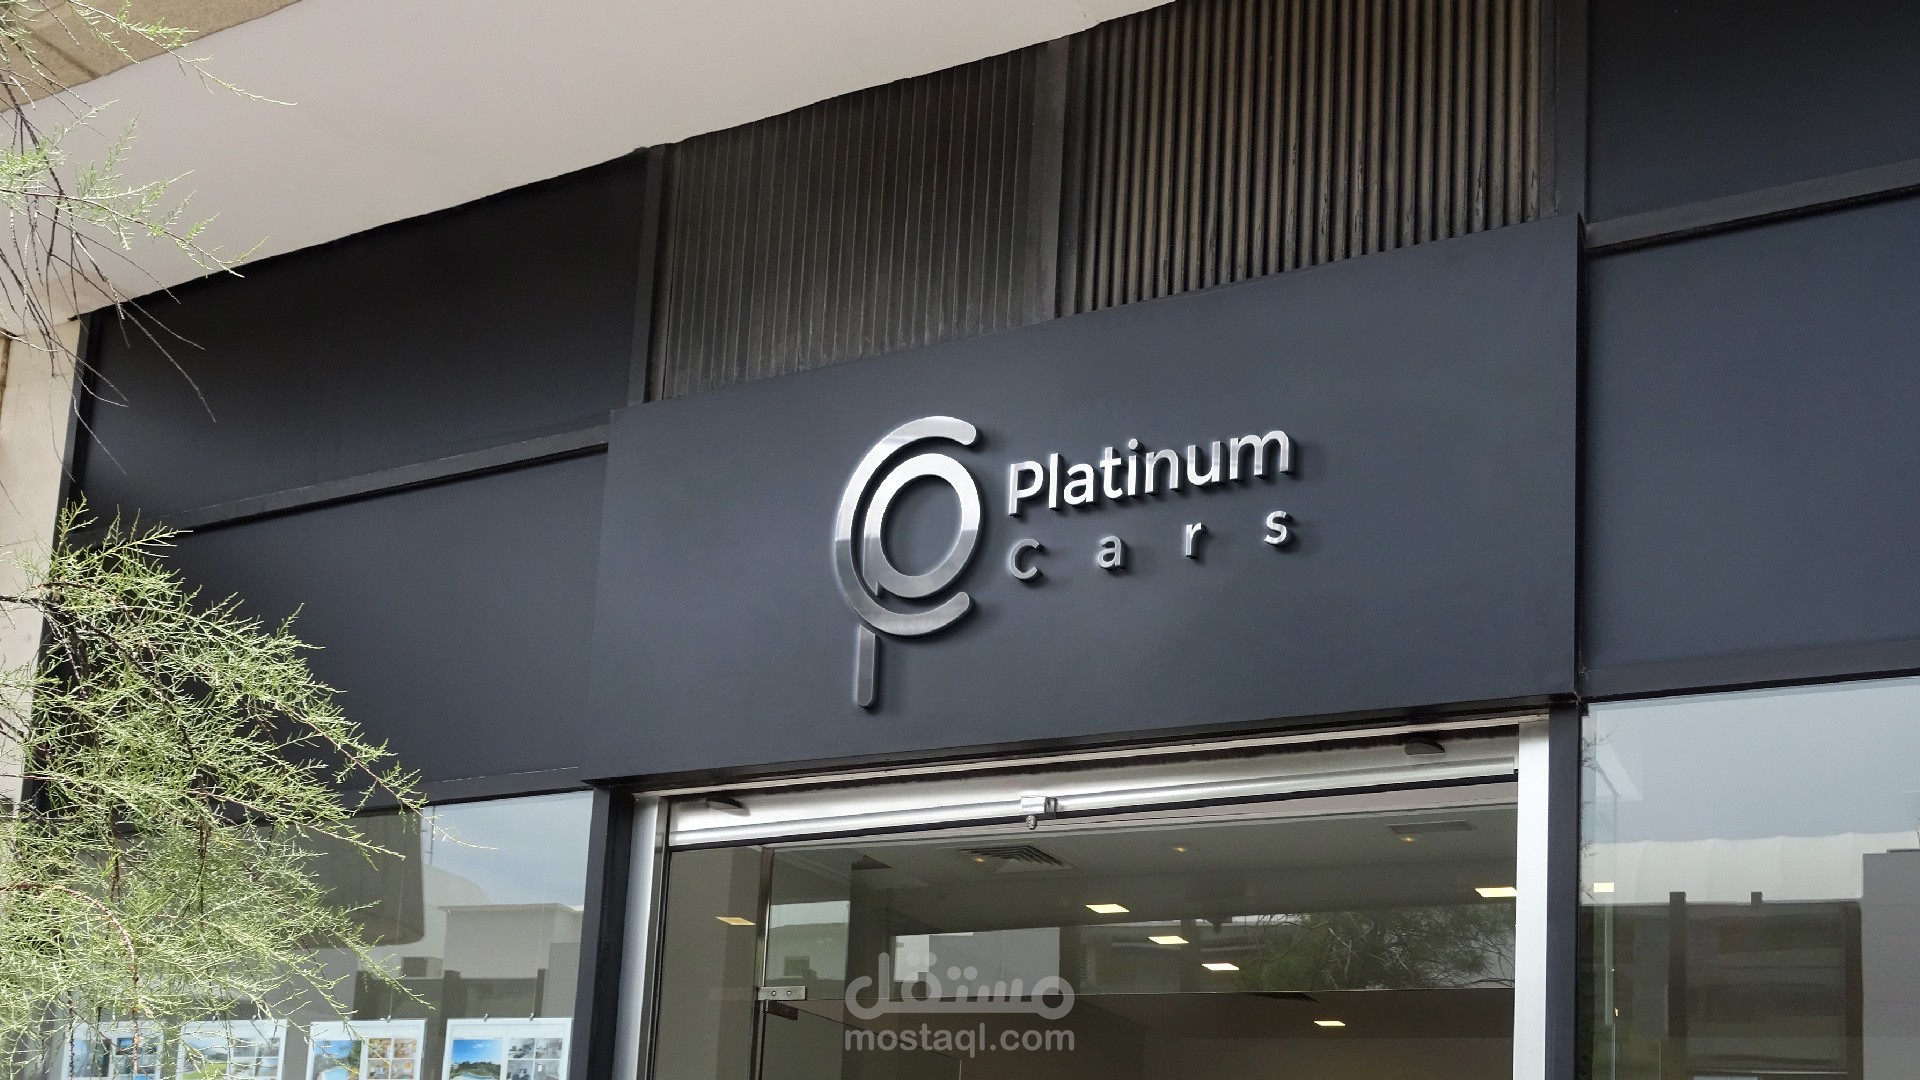 Platinum
Cars
مستقل
mostaql.com